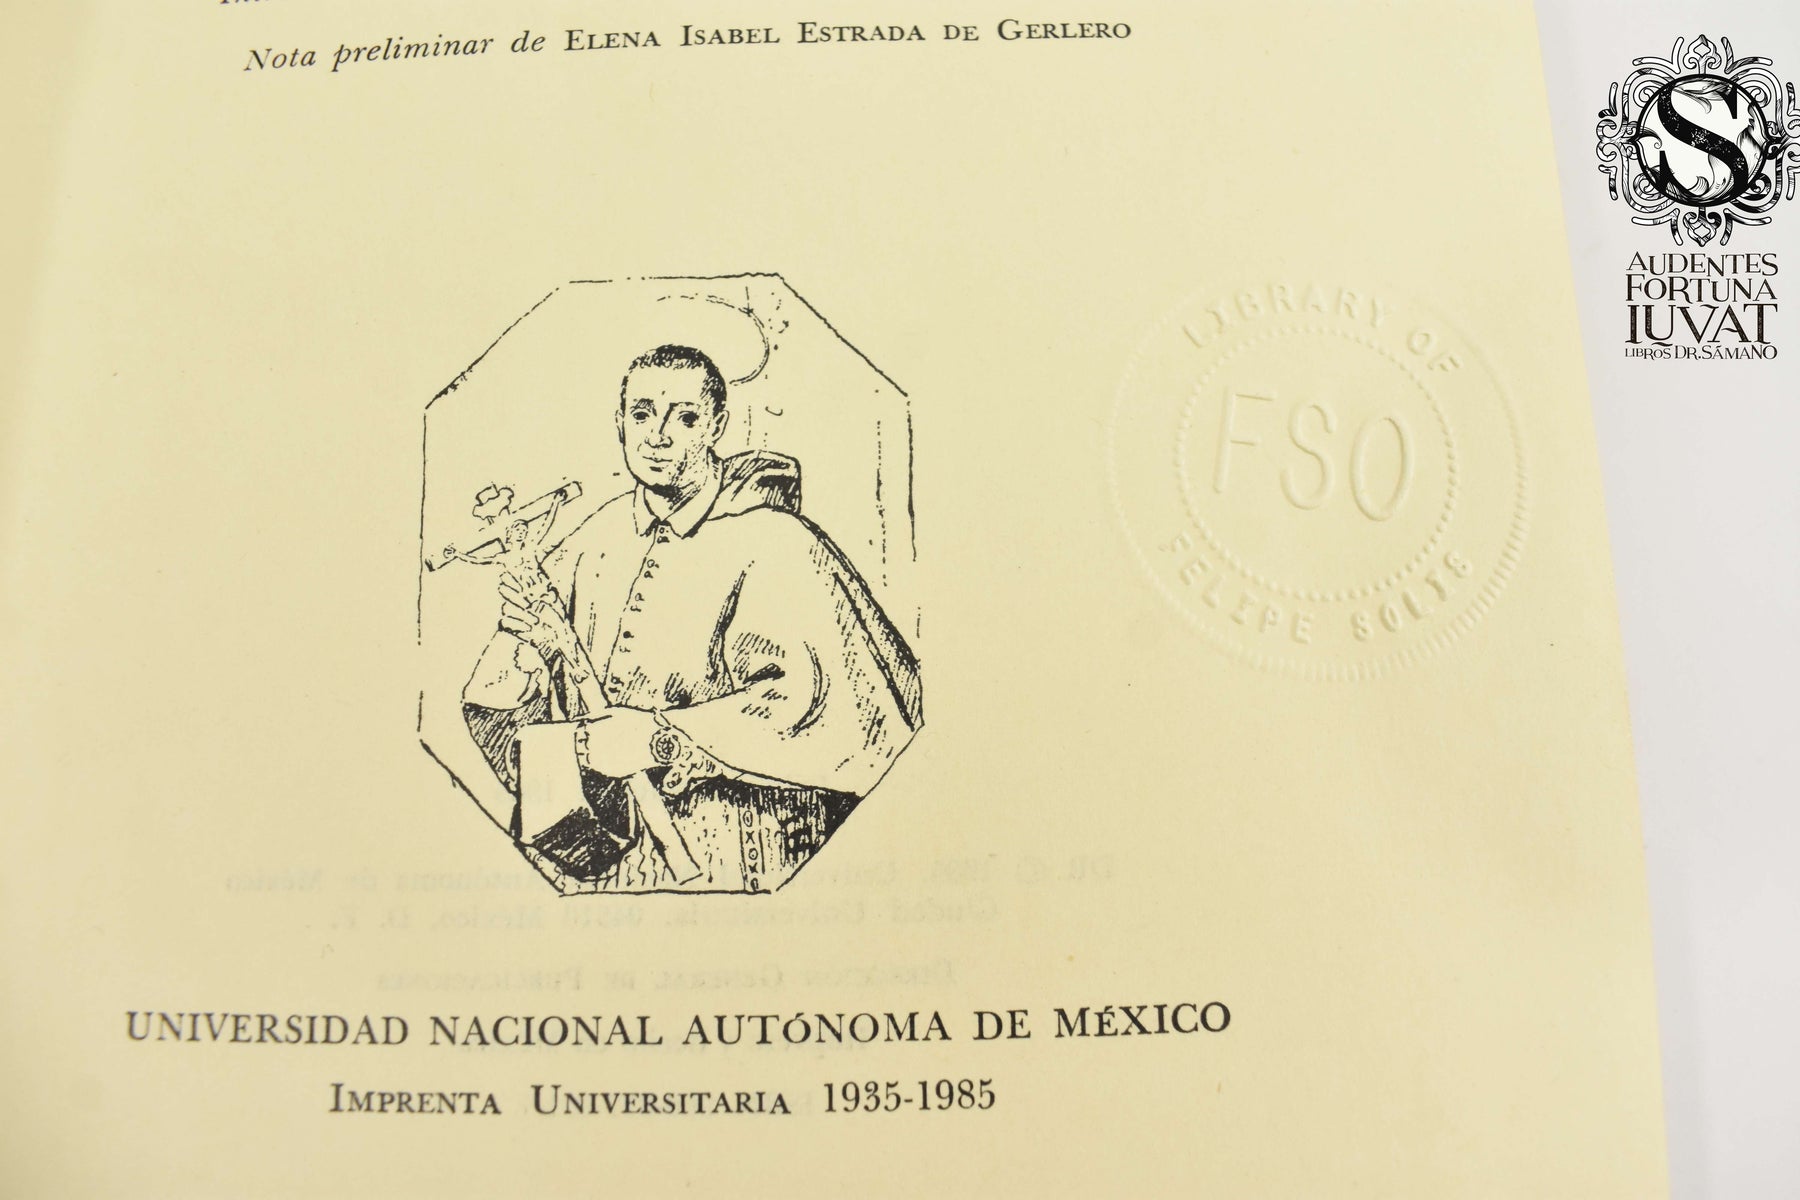 Nota preliminar de ELENA ISABEL ESTRADA DE GERLERO
LIBRARY OF
FSO
FELIPE SOLIS
AUDENTES
FORTUNA
IUVAT
LIBROS DR. SÁMANO
S
UNIVERSIDAD NACIONAL AUTÓNOMA DE MÉXICO
IMPRENTA UNIVERSITARIA 1935-1985